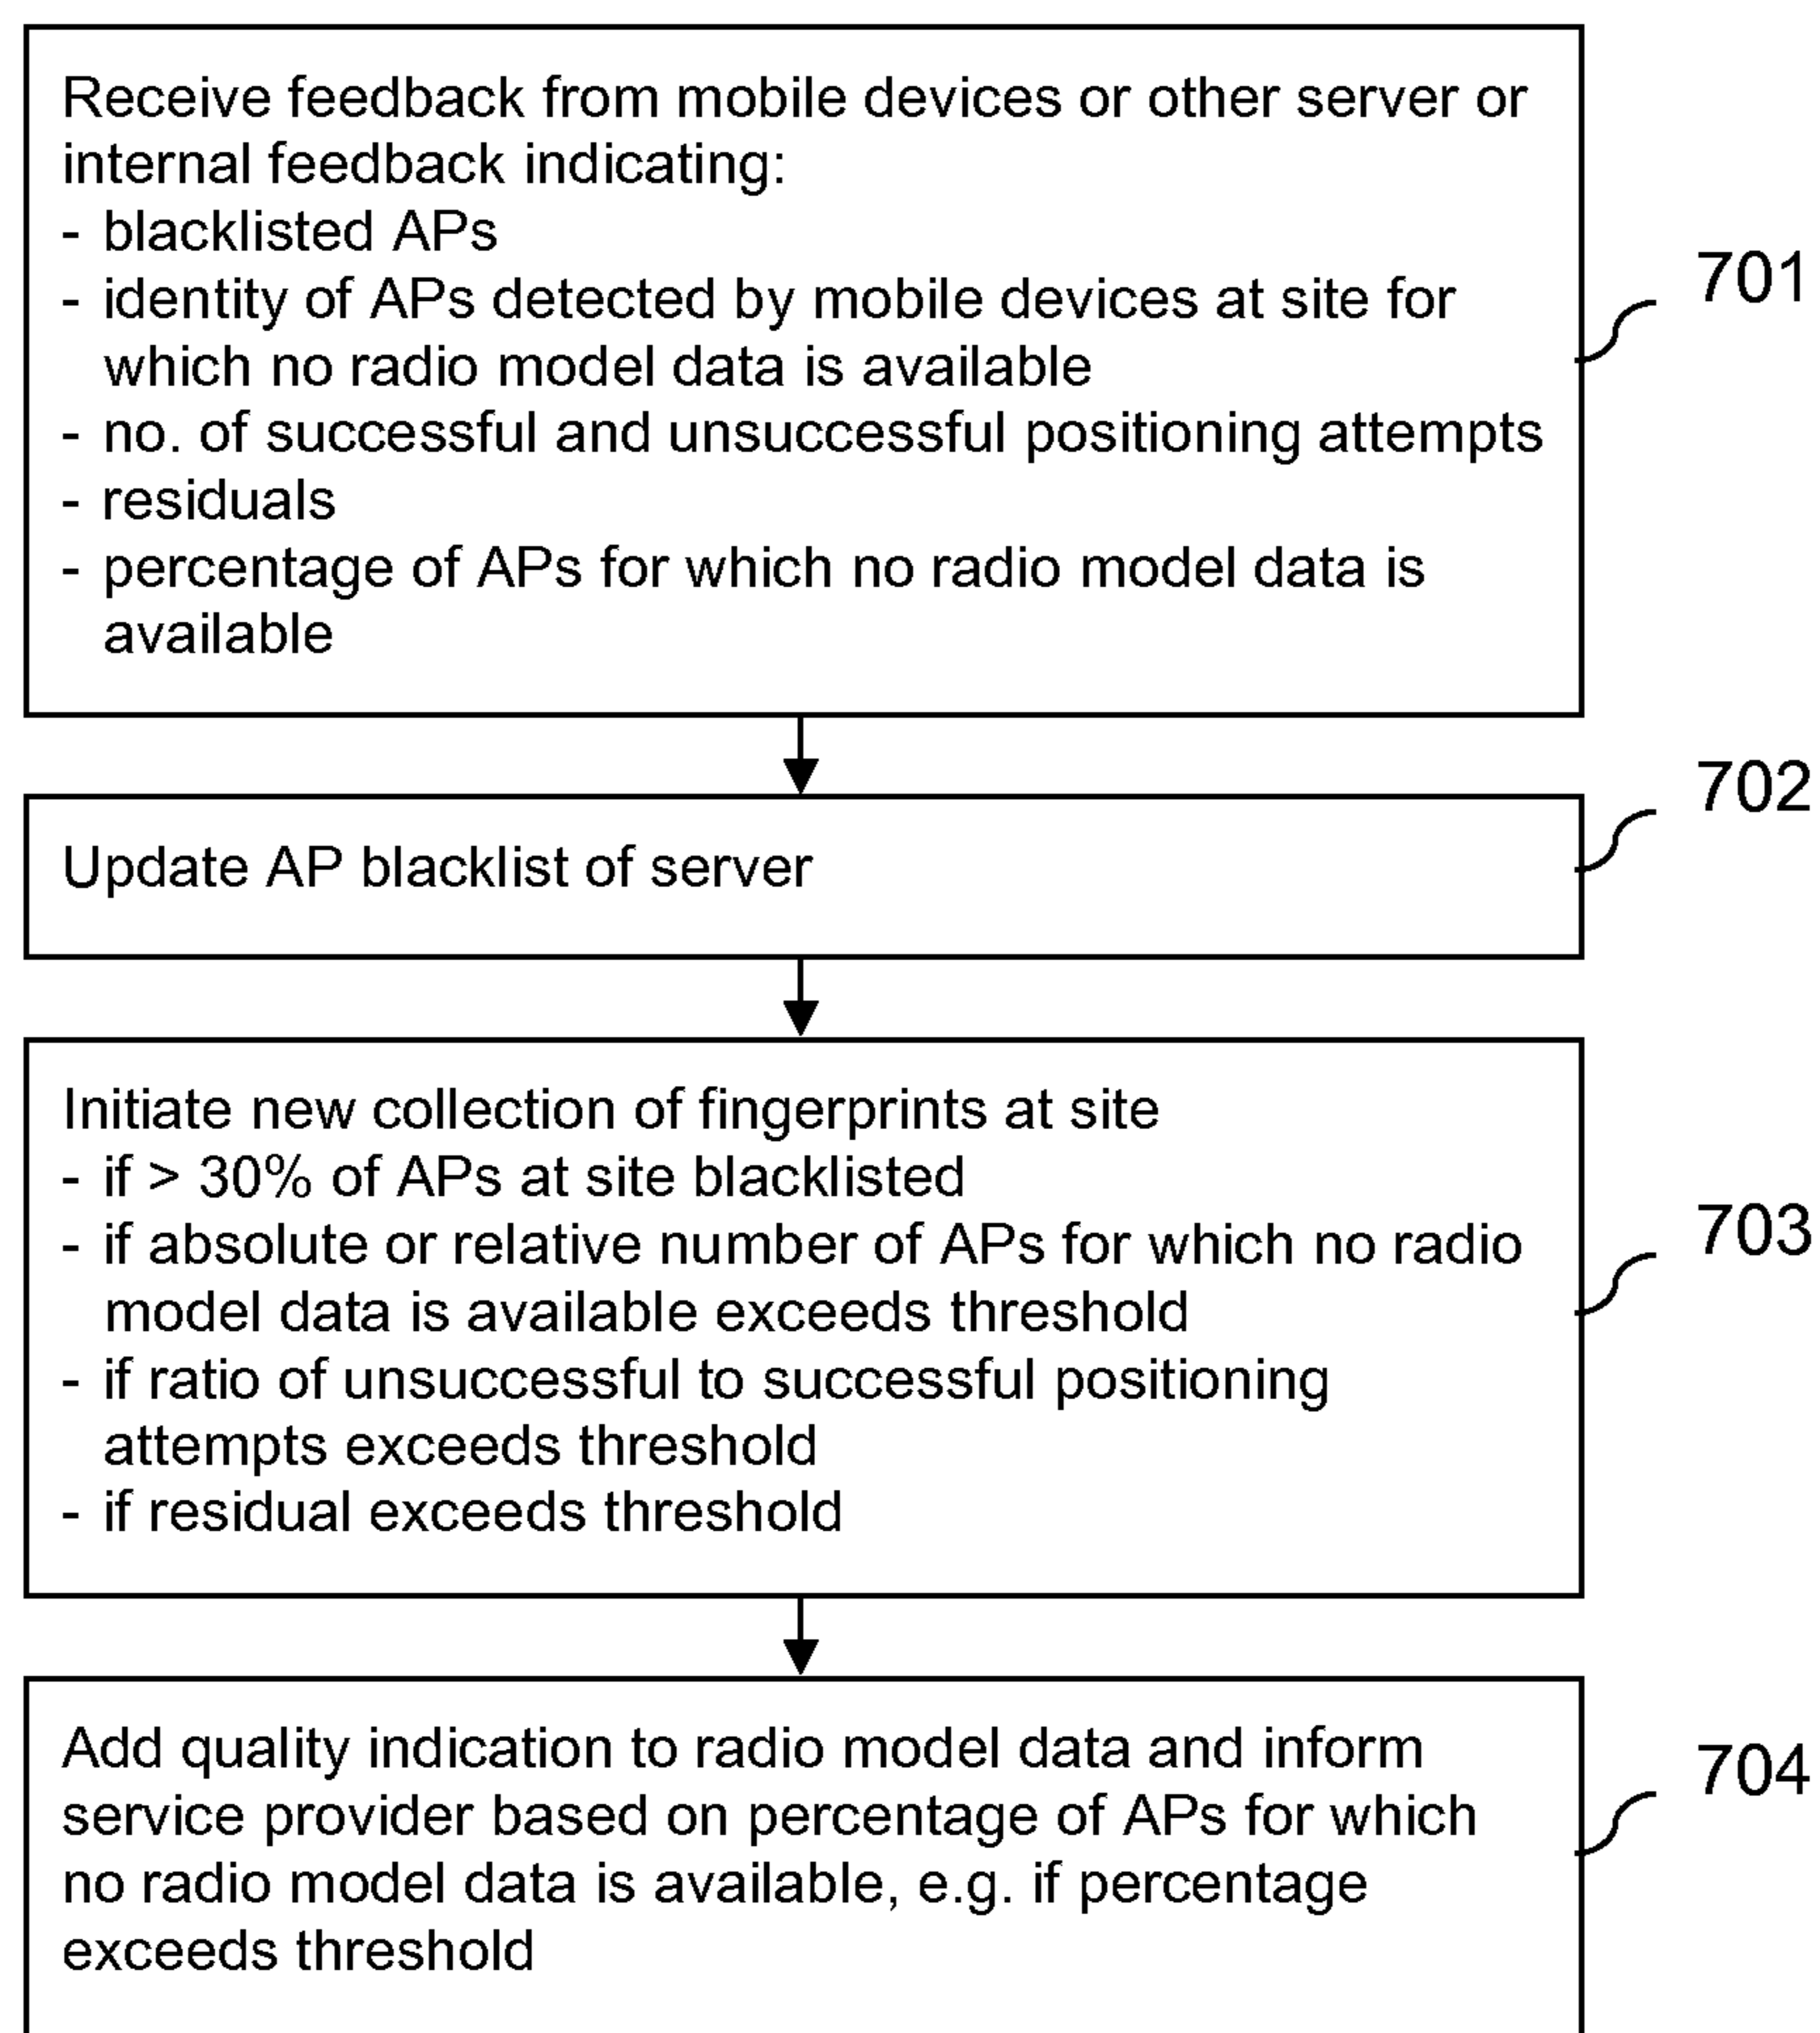 Receive feedback from mobile devices or other server or
internal feedback indicating:
- blacklisted APs
- identity of APs detected by mobile devices at site for
which no radio model data is available
- no. of successful and unsuccessful positioning attempts
- residuals
- percentage of APs for which no radio model data is
available
701
Update AP blacklist of server
702
Initiate new collection of fingerprints at site
- if > 30% of APs at site blacklisted
- if absolute or relative number of APs for which no radio
model data is available exceeds threshold
- if ratio of unsuccessful to successful positioning
attempts exceeds threshold
- if residual exceeds threshold
703
Add quality indication to radio model data and inform
service provider based on percentage of APs for which
no radio model data is available, e.g. if percentage
exceeds threshold
704